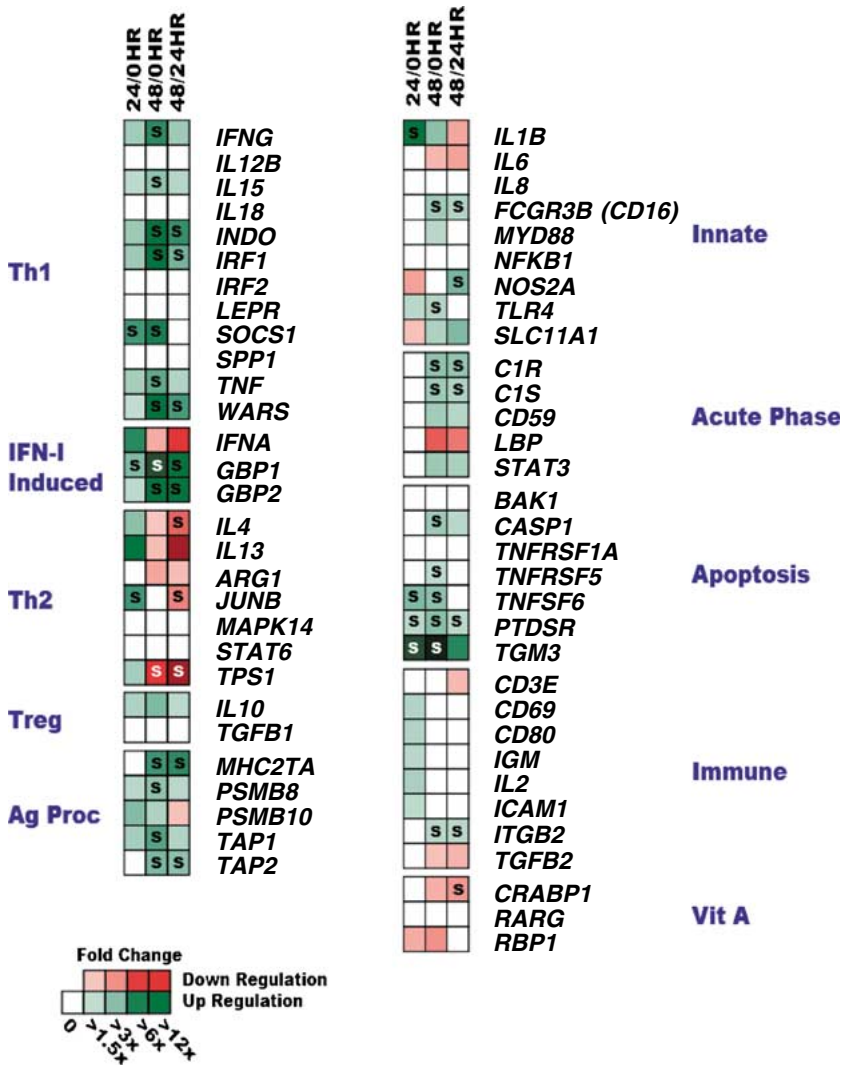 24/0HR
48/0HR
48/24HR
Th1
S IFNG
IL12B
S IL15
IL18
S S INDO
S S IRF1
IRF2
LEPR
S S SOCS1
SPP1
S TNF
S S WARS
IFN-I
Induced
IFNA
S S S GBP1
S S GBP2
Th2
S IL4
IL13
ARG1
S S JUNB
MAPK14
STAT6
S S TPS1
Treg
IL10
TGFB1
Ag Proc
S S MHC2TA
S PSMB8
PSMB10
S TAP1
S S TAP2
24/0HR
48/0HR
48/24HR
S IL1B
IL6
IL8
S S FCGR3B (CD16)
MYD88
NFKB1
S NOS2A
S TLR4
SLC11A1
Innate
S S C1R
S S C1S
CD59
LBP
STAT3
Acute Phase
BAK1
S CASP1
TNFRSF1A
S TNFRSF5
S S TNFSF6
S S S PTDSR
S S TGM3
Apoptosis
CD3E
CD69
CD80
IGM
IL2
ICAM1
S S ITGB2
TGFB2
Immune
S CRABP1
RARG
RBP1
Vit A
Fold Change
Down Regulation
Up Regulation
0 >1.5x >3x >6x >12x